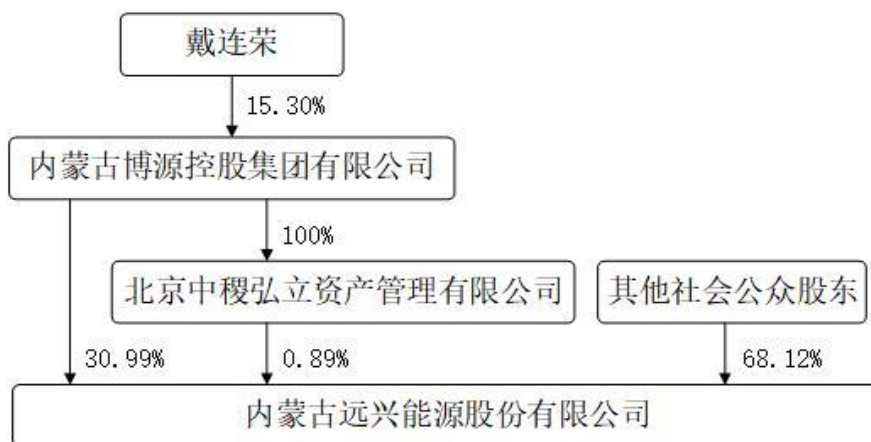 戴连荣
15.30%
内蒙古博源控股集团有限公司
100%
北京中稷弘立资产管理有限公司
其他社会公众股东
30.99%
0.89%
68.12%
内蒙古远兴能源股份有限公司